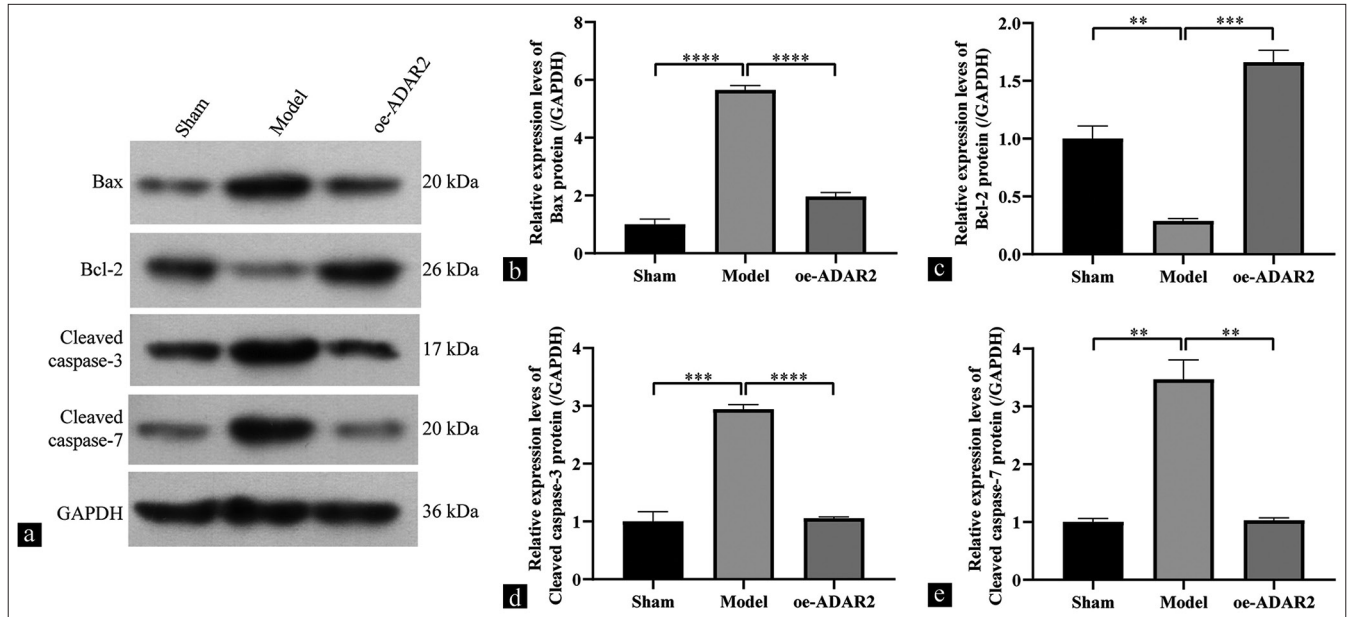 Sham
Model
oe-ADAR2
Bax
20 kDa
Bcl-2
26 kDa
Cleaved
caspase-3
17 kDa
Cleaved
caspase-7
20 kDa
GAPDH
36 kDa
a
Relative expression levels of
Bax protein (/GAPDH)
8
6
4
2
0
****
****
Sham
Model
oe-ADAR2
b
Relative expression levels of
Bcl-2 protein (/GAPDH)
2.0
1.5
1.0
0.5
0.0
**
***
Sham
Model
oe-ADAR2
c
Relative expression levels of
Cleaved caspase-3 protein (/GAPDH)
4
3
2
1
0
***
****
Sham
Model
oe-ADAR2
d
Relative expression levels of
Cleaved caspase-7 protein (/GAPDH)
4
3
2
1
0
**
**
Sham
Model
oe-ADAR2
e